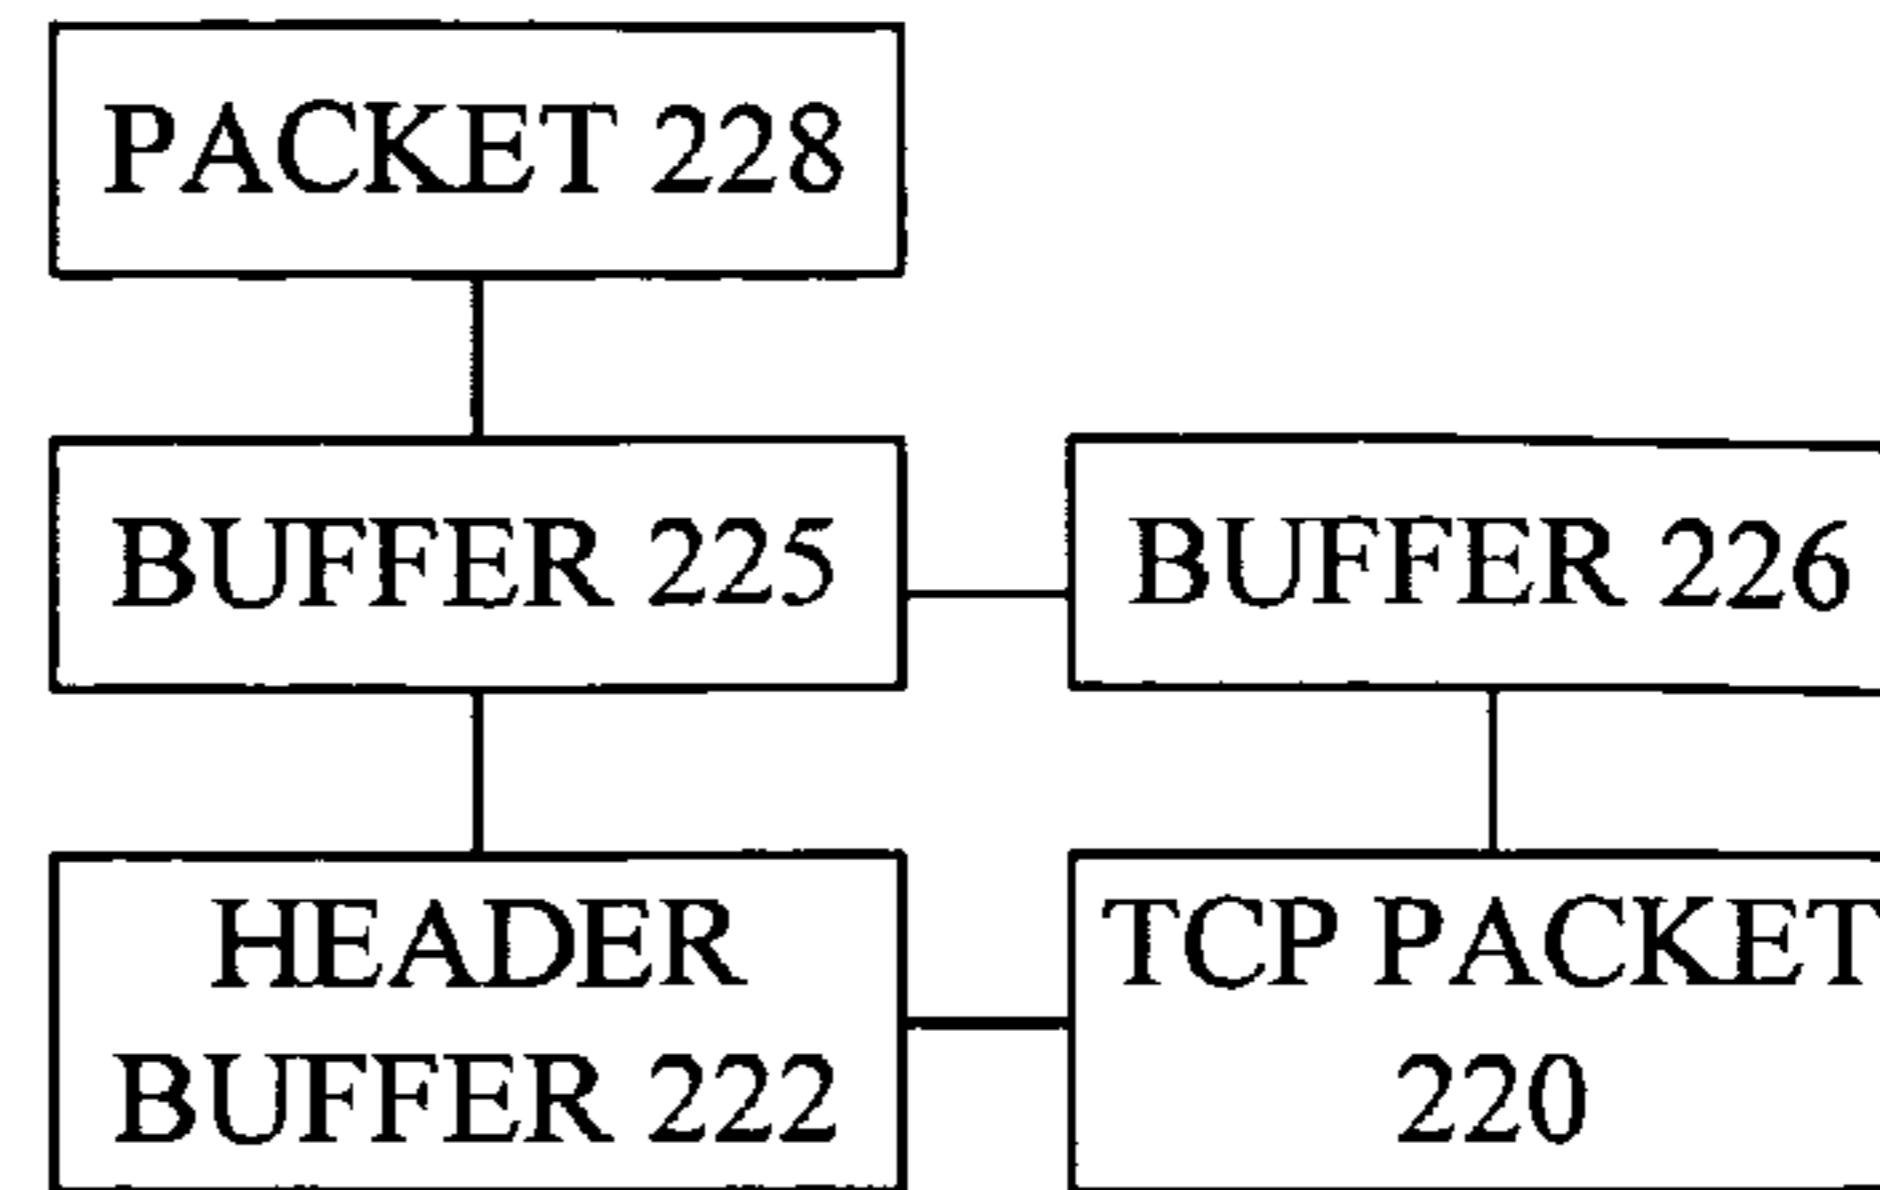 PACKET 228
BUFFER 225
BUFFER 226
HEADER
BUFFER 222
TCP PACKET
220